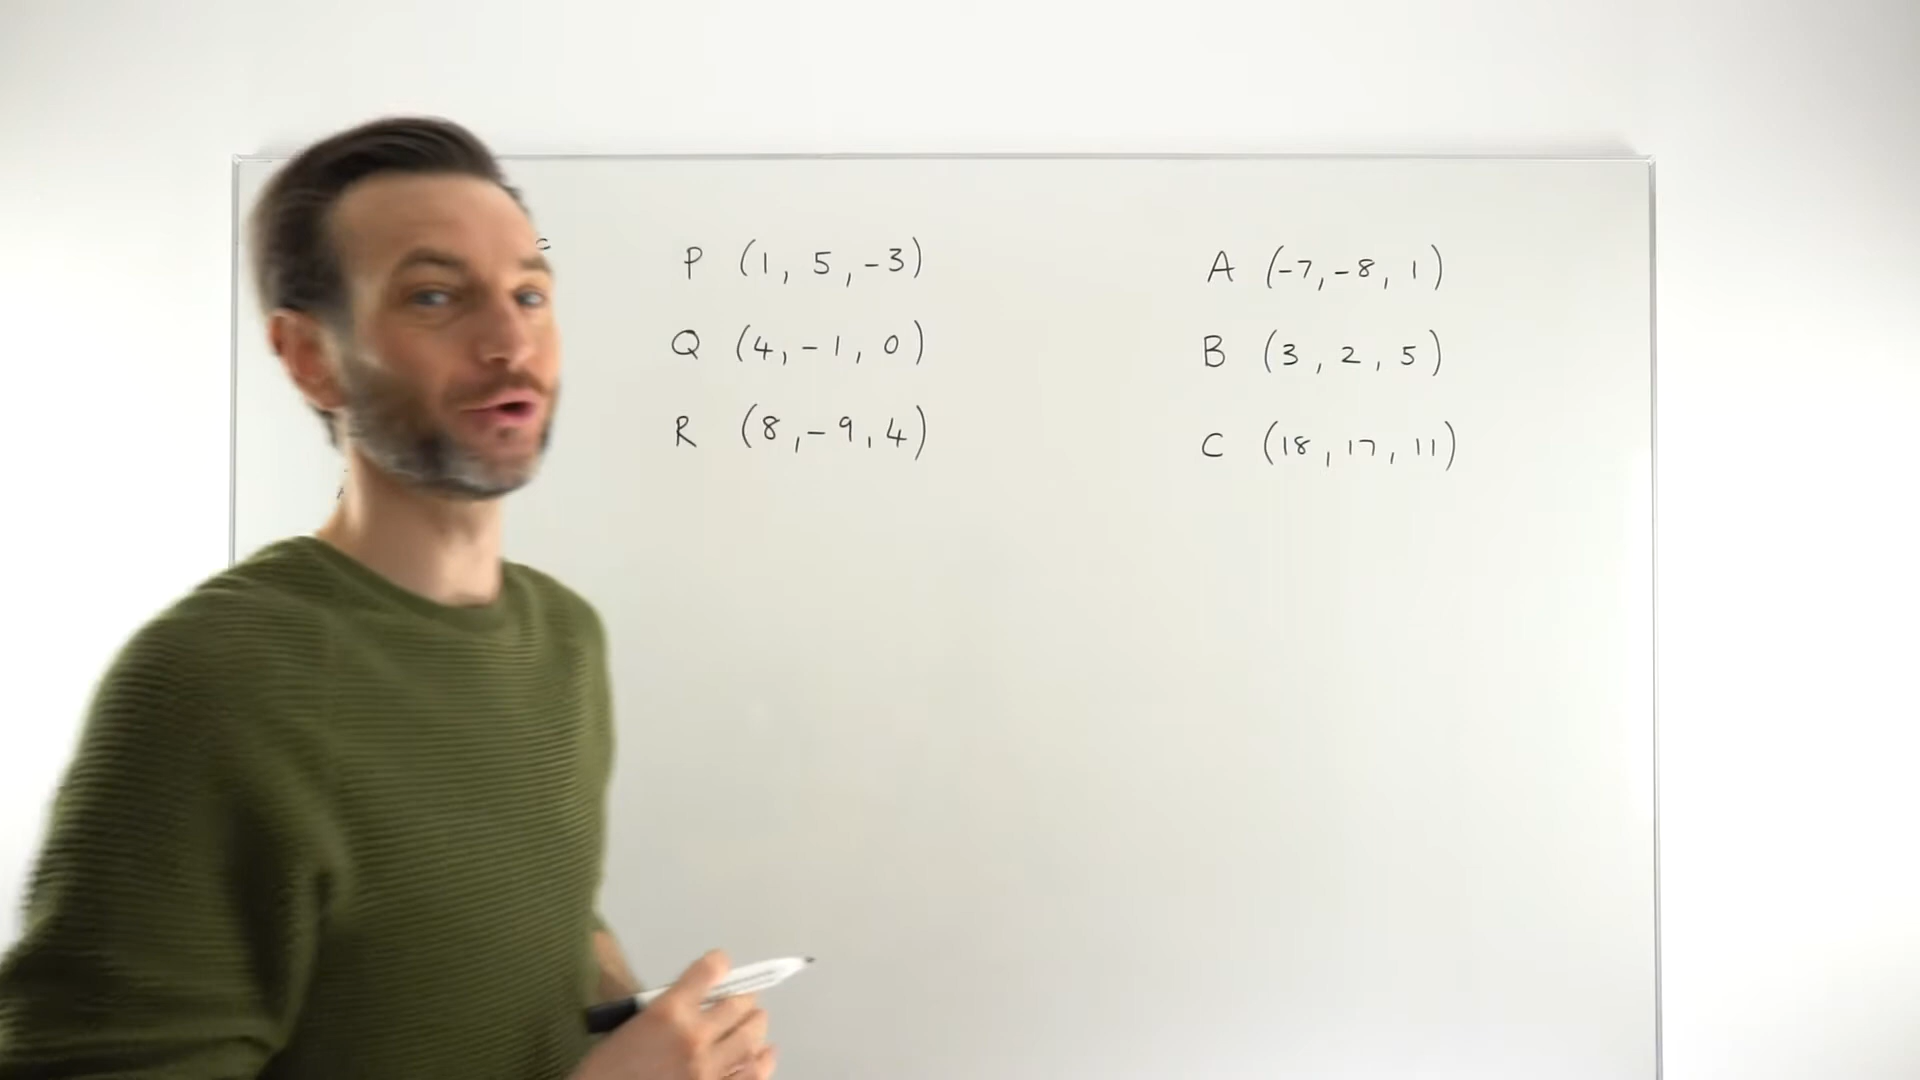 P (1, 5, -3)
Q (4, -1, 0)
R (8, -9, 4)
A (-7, -8, 1)
B (3, 2, 5)
C (18, 17, 11)